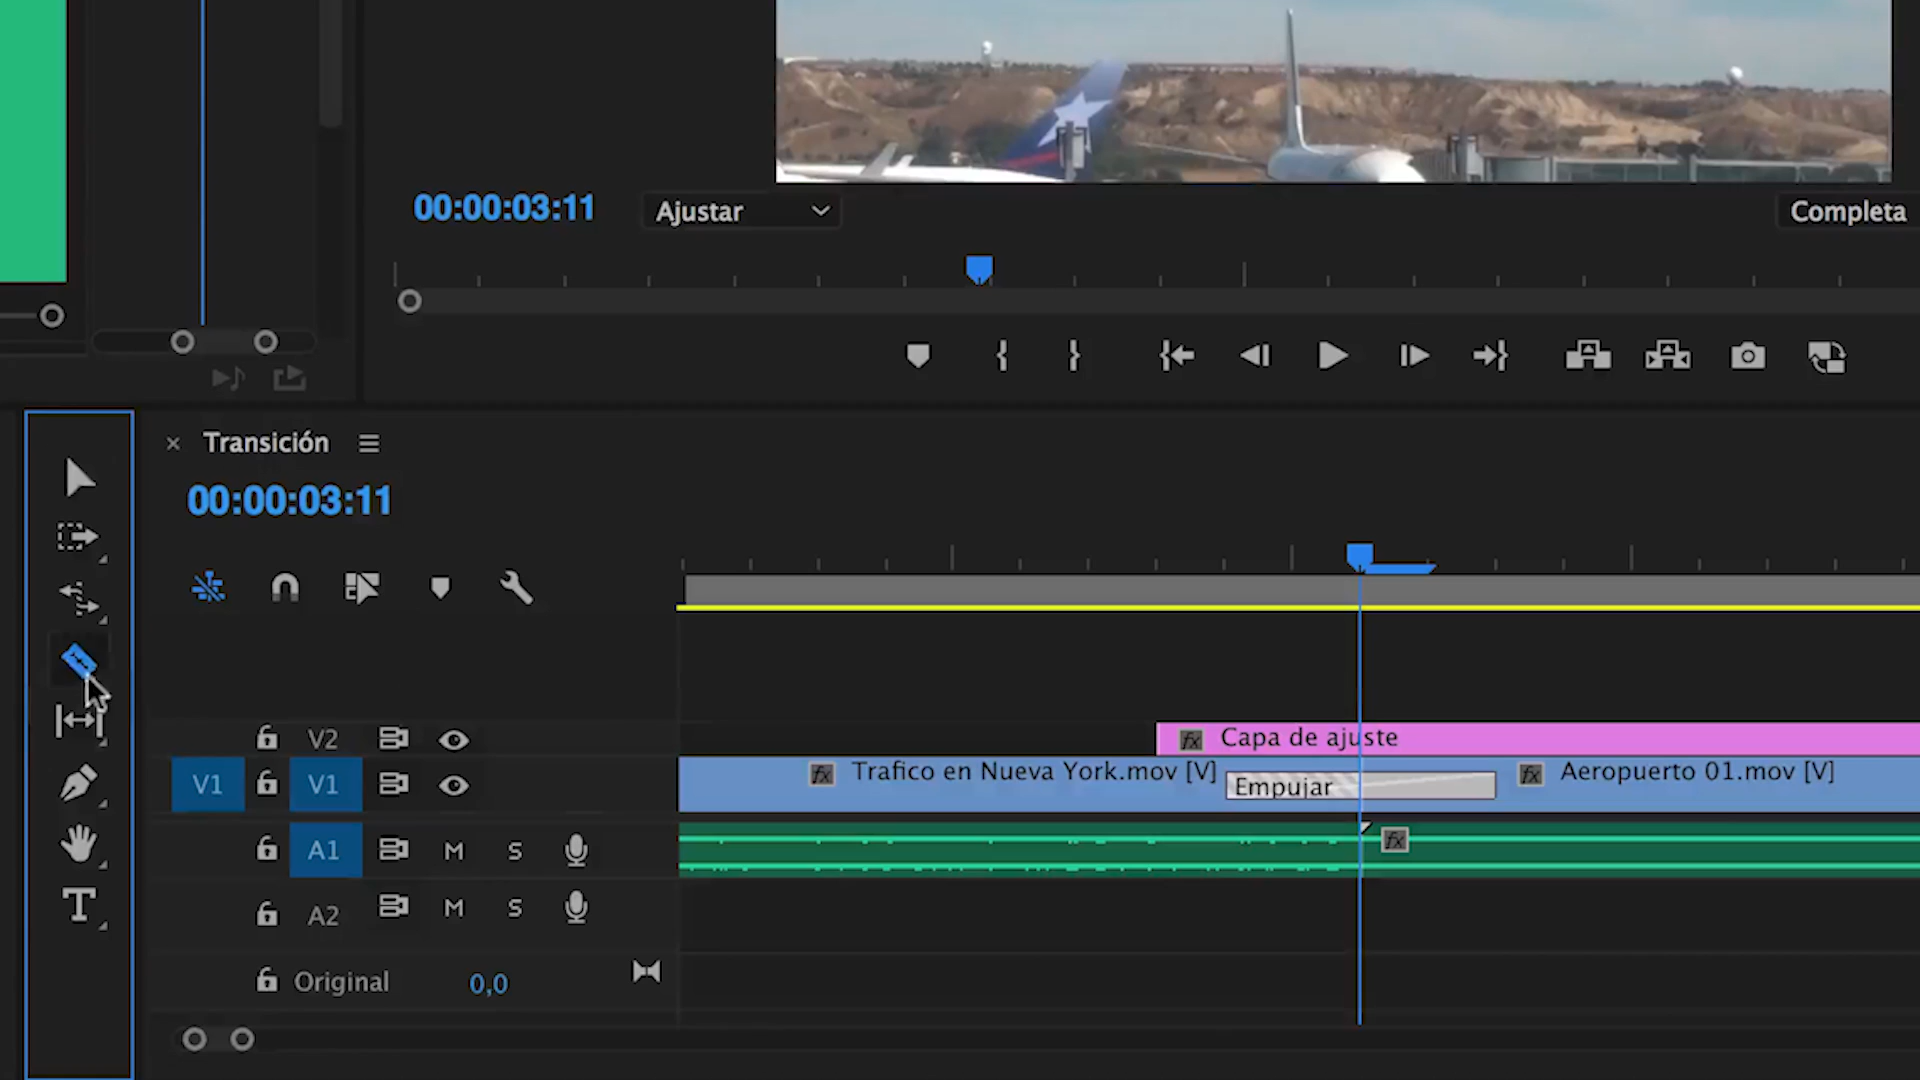 00:00:03:11
Ajustar
Completa
Transición
00:00:03:11
V2
Capa de ajuste
V1
V1
Trafico en Nueva York.mov [V]
Empujar
Aeropuerto 01.mov [V]
A1
M
S
A2
M
S
Original
0,0